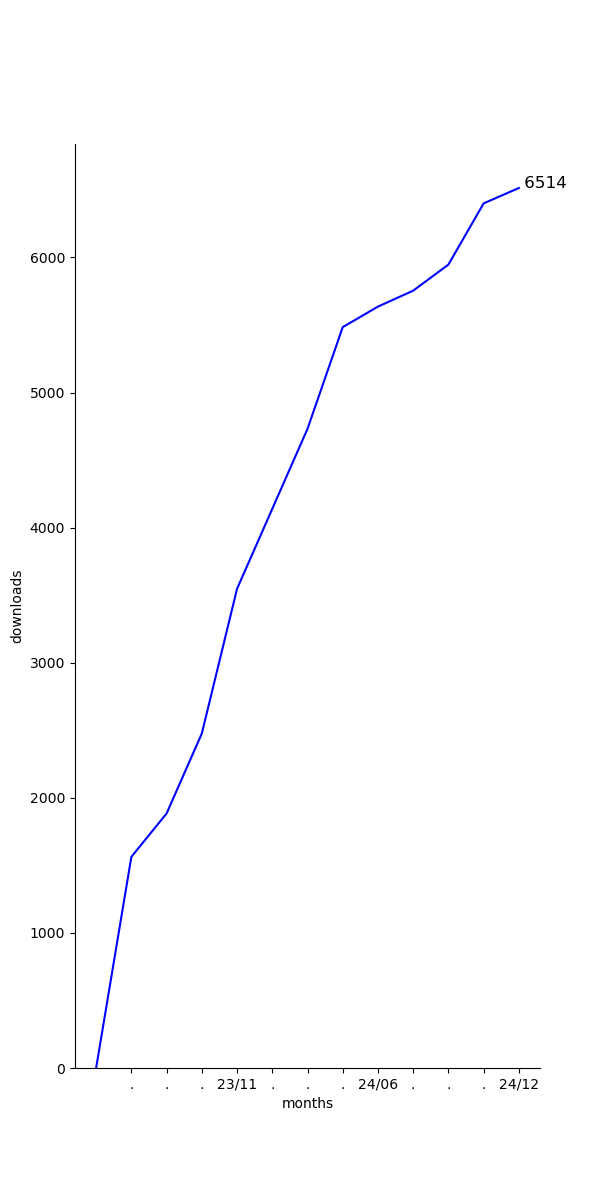 6514
6000
5000
4000
3000
2000
1000
0
downloads
. . . 23/11 . . . 24/06 . . . 24/12
months